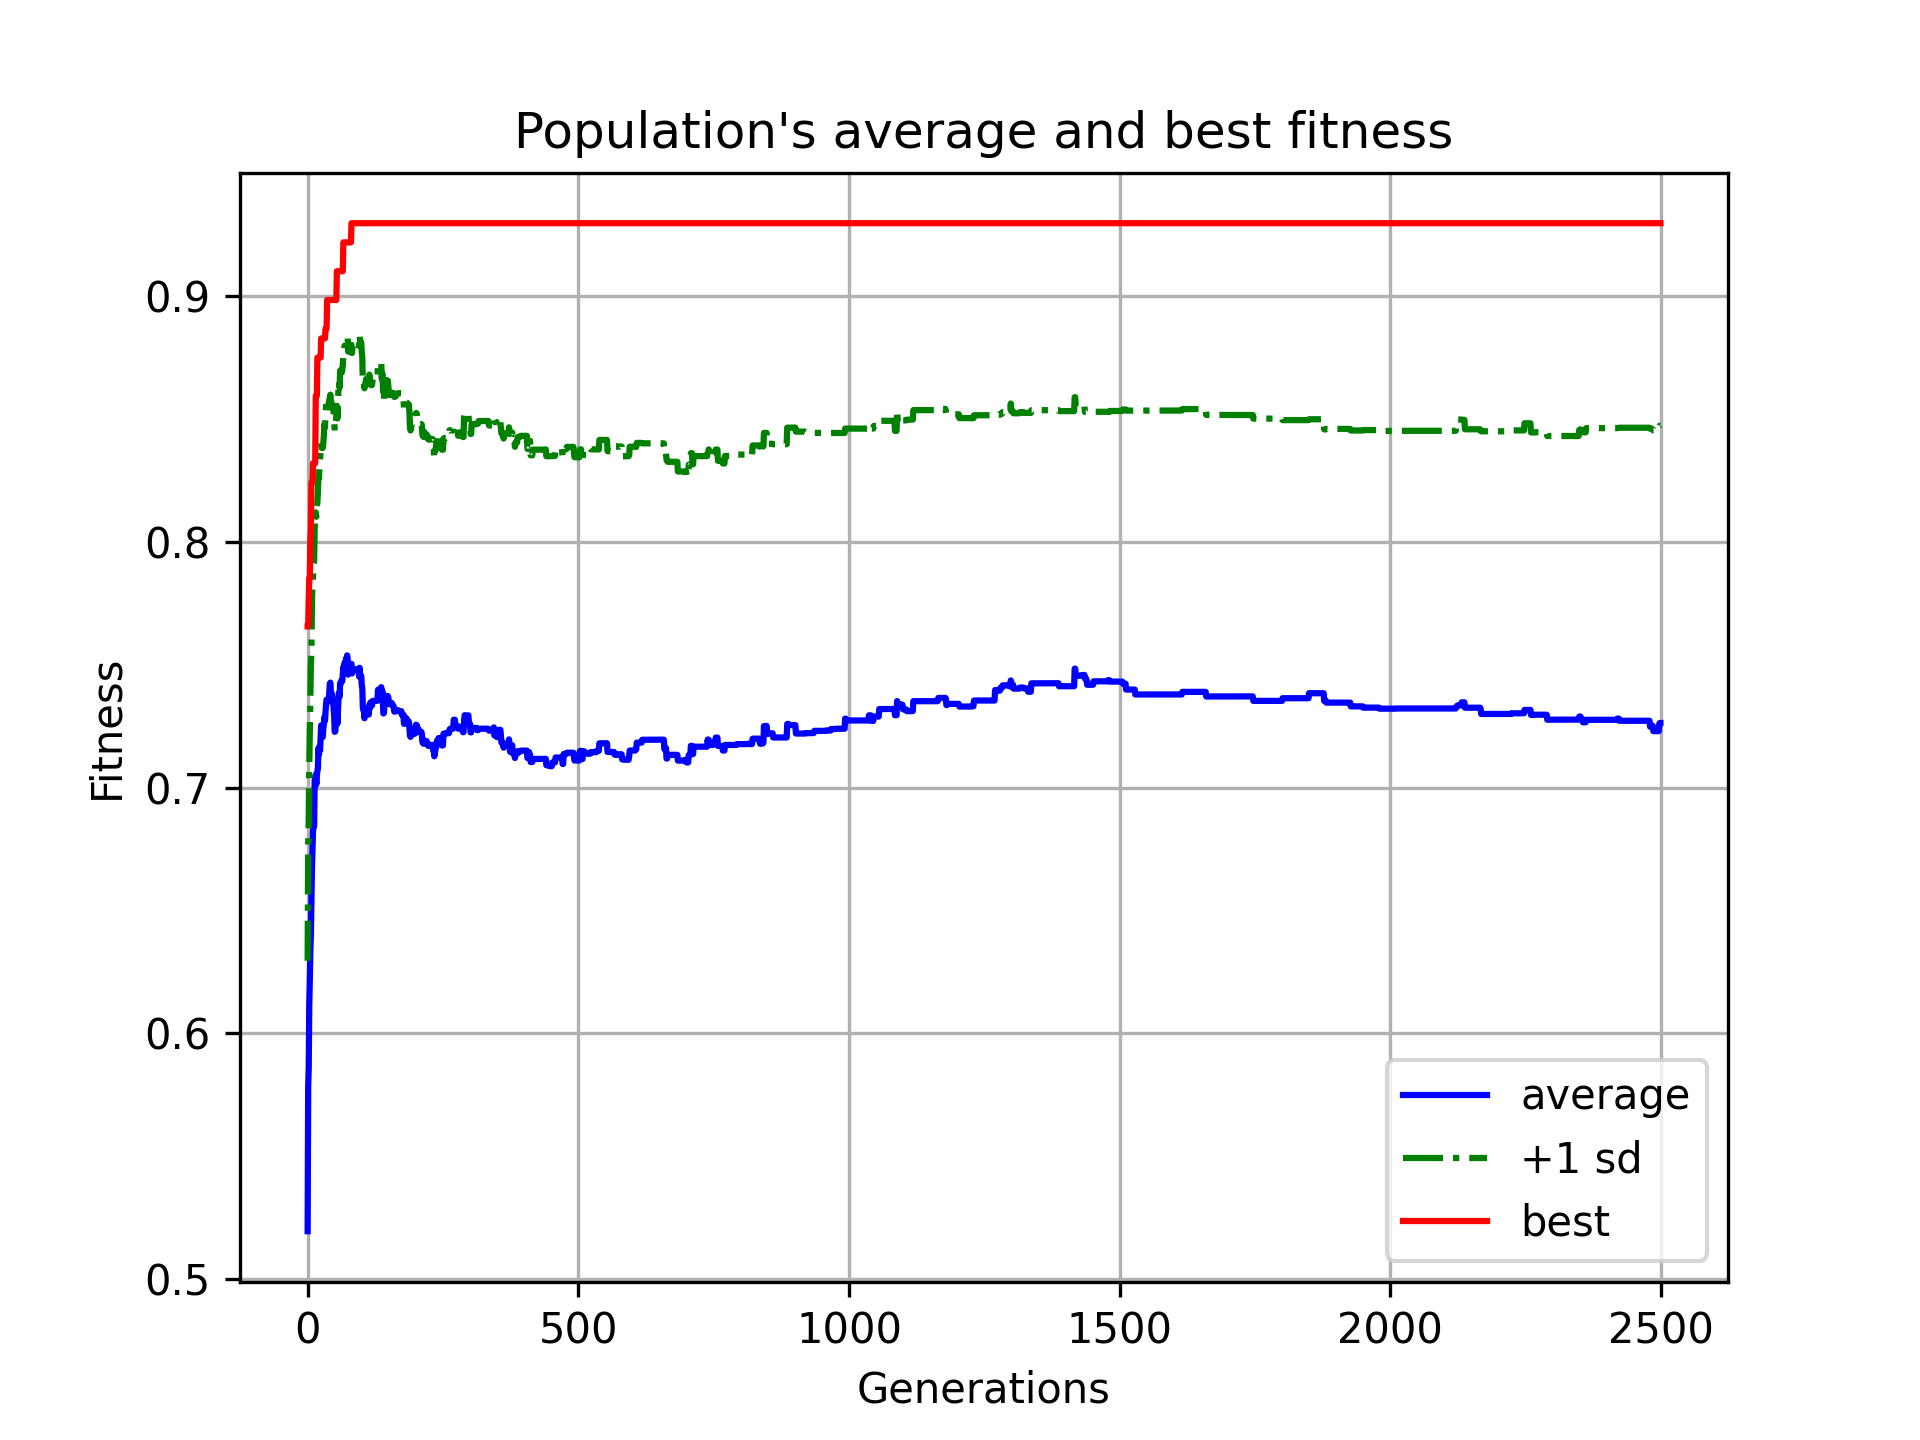 Population's average and best fitness
Fitness
0.9
0.8
0.7
0.6
0.5
0
500
1000
1500
2000
2500
Generations
average
+1 sd
best